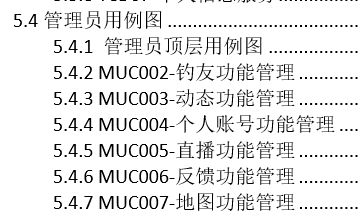 5.4 管理员用例图
5.4.1 管理员顶层用例图
5.4.2 MUC002-钓友功能管理
5.4.3 MUC003-动态功能管理
5.4.4 MUC004-个人账号功能管理
5.4.5 MUC005-直播功能管理
5.4.6 MUC006-反馈功能管理
5.4.7 MUC007-地图功能管理